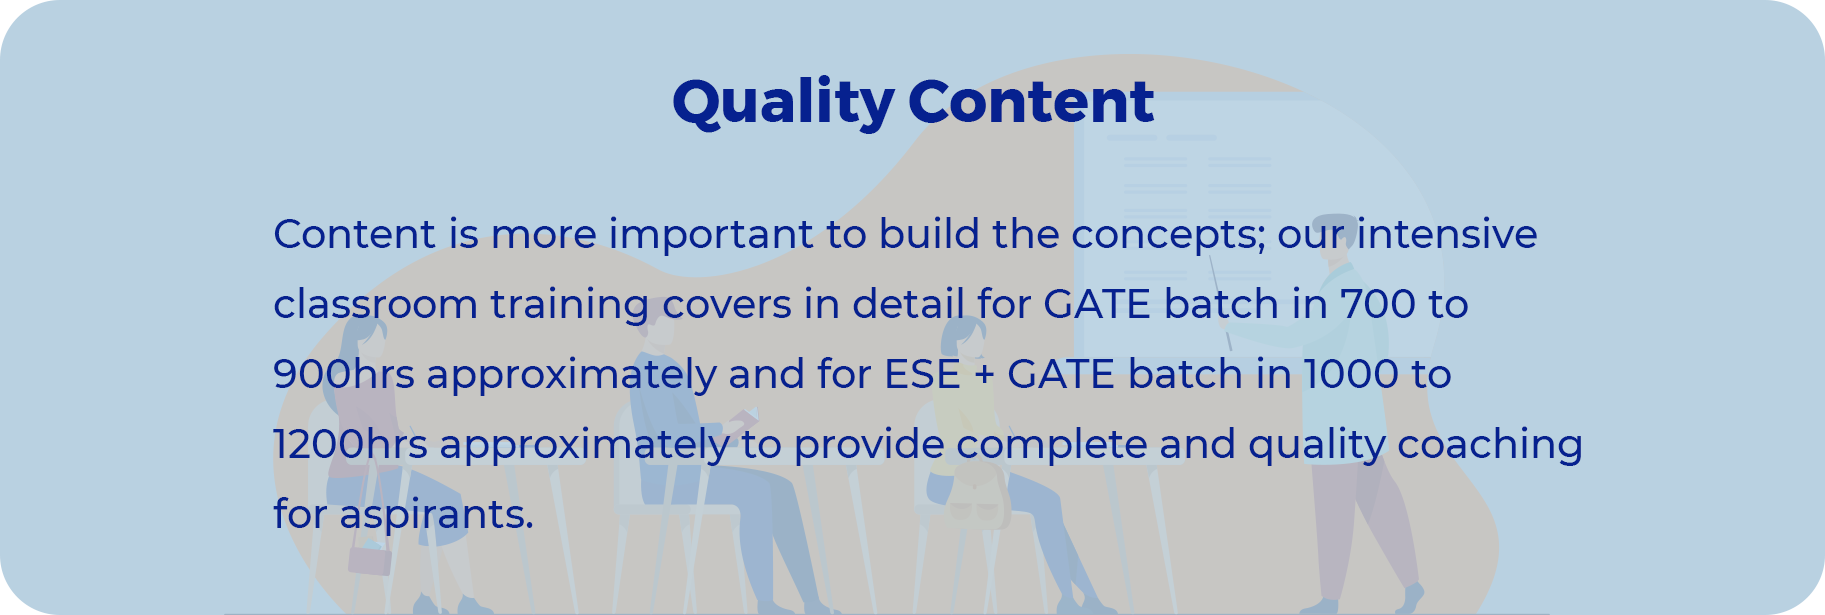 Quality Content
Content is more important to build the concepts; our intensive
classroom training covers in detail for GATE batch in 700 to
900hrs approximately and for ESE + GATE batch in 1000 to
1200hrs approximately to provide complete and quality coaching
for aspirants.